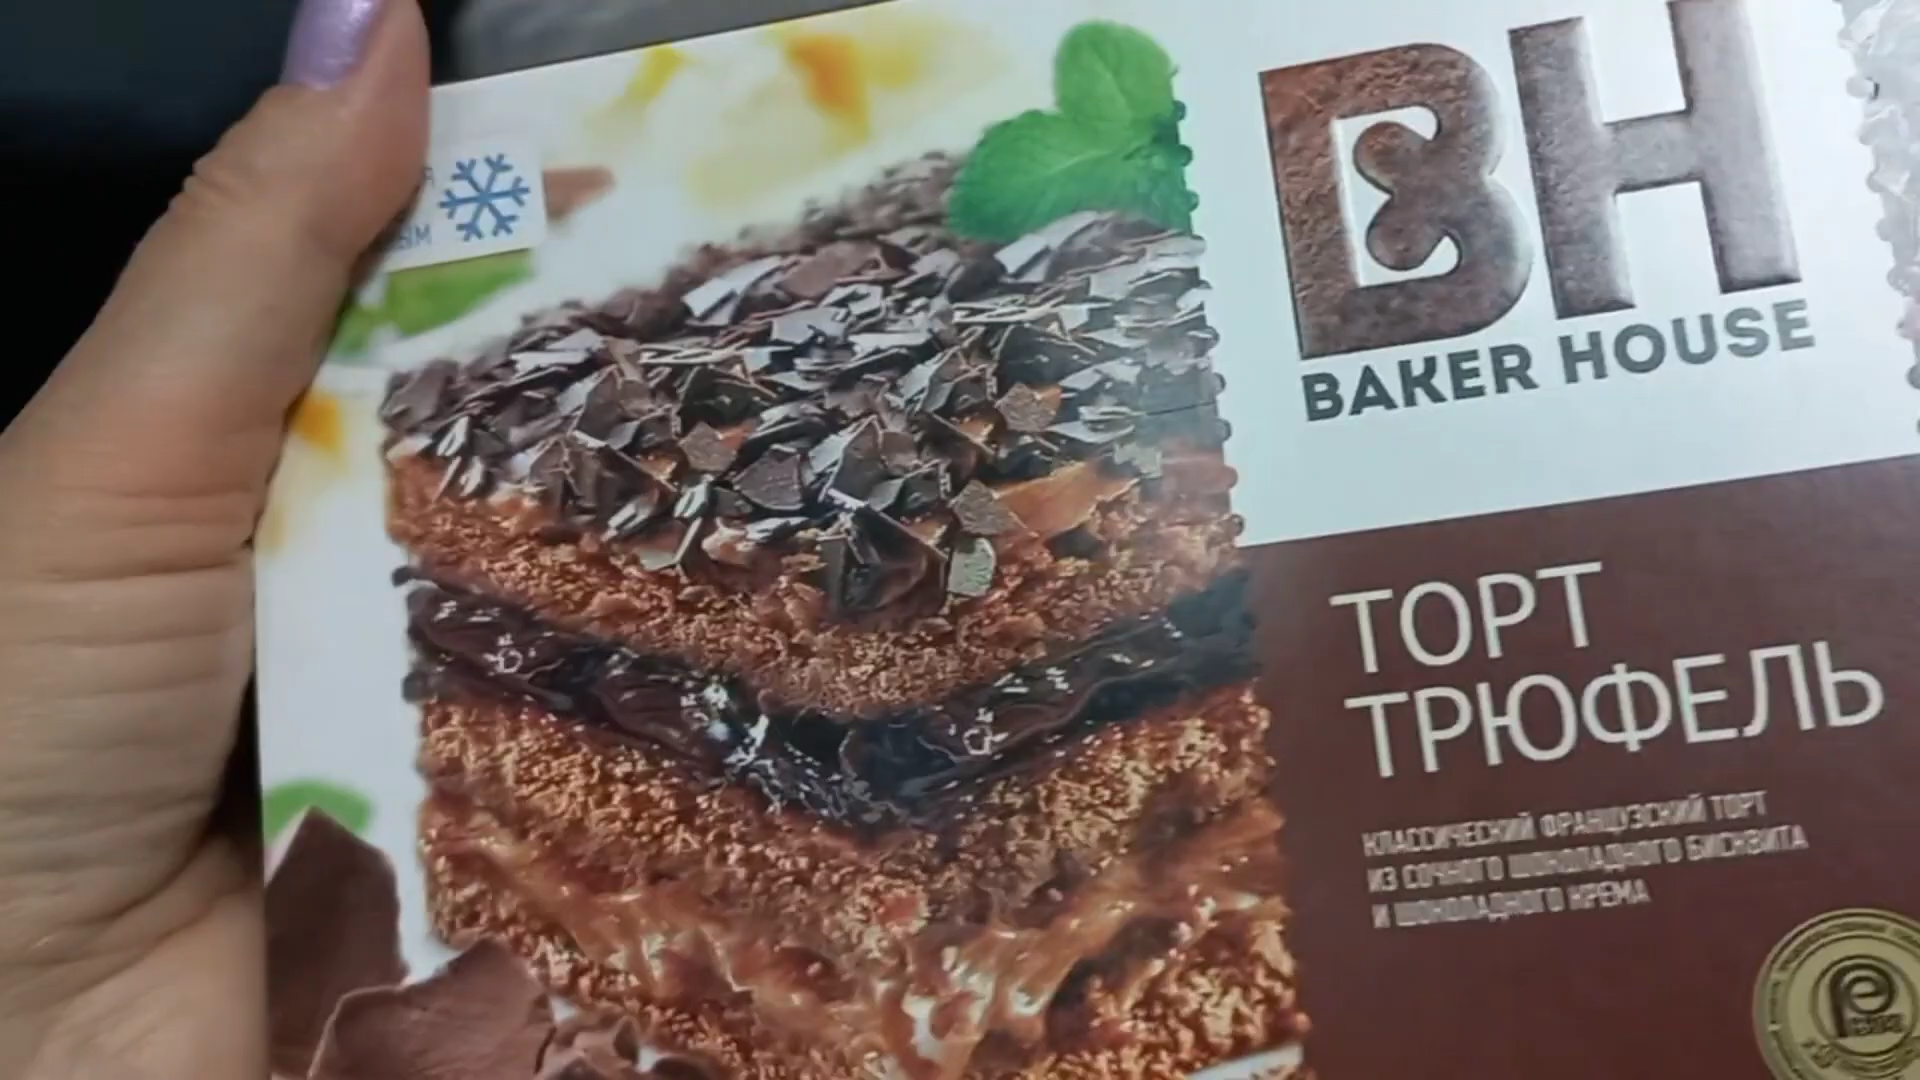 BH
BAKER HOUSE
ТОРТ
ТРЮФЕЛЬ
КЛАССИЧЕСКИЙ ФРАНЦУЗСКИЙ ТОРТ
ИЗ СОЧНОГО ШОКОЛАДНОГО БИСКВИТА
И ШОКОЛАДНОГО КРЕМА